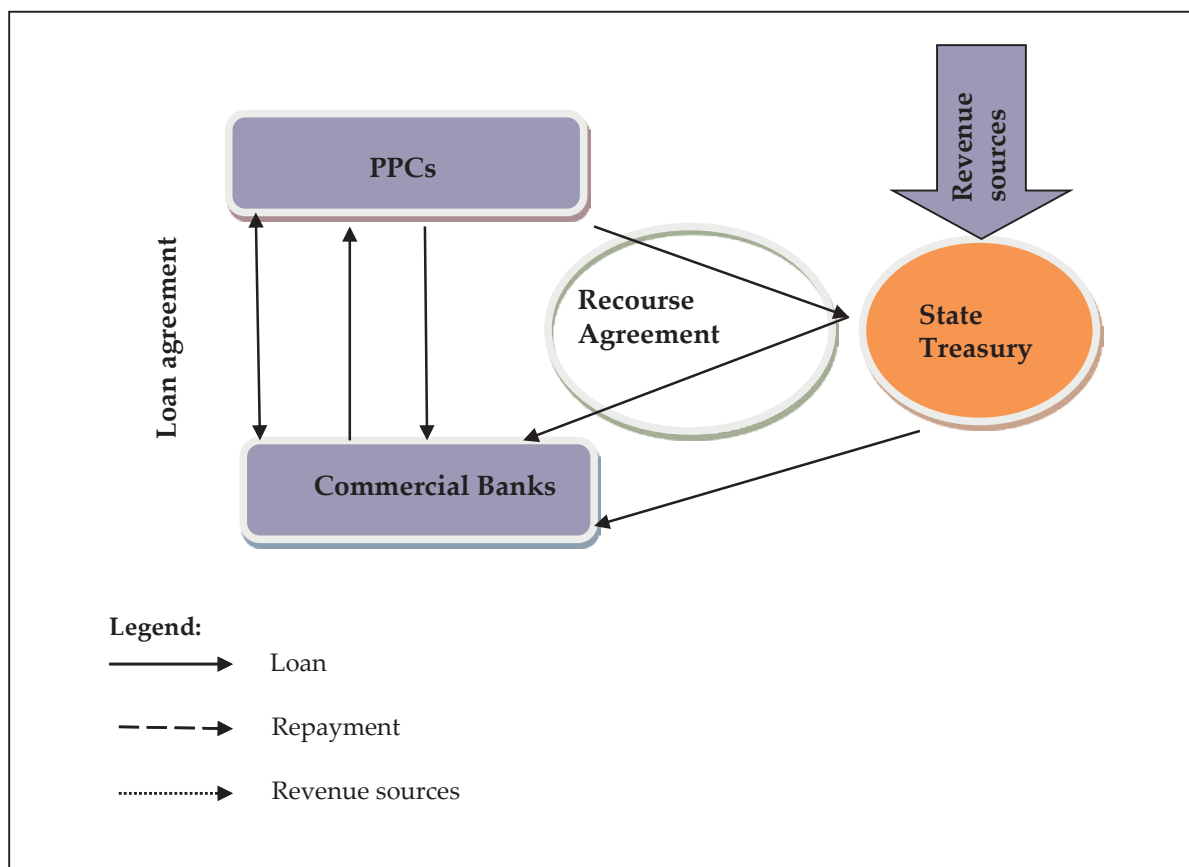 Revenue
sources
PPCs
Loan agreement
Recourse
Agreement
State
Treasury
Commercial Banks
Legend:
Loan
Repayment
Revenue sources